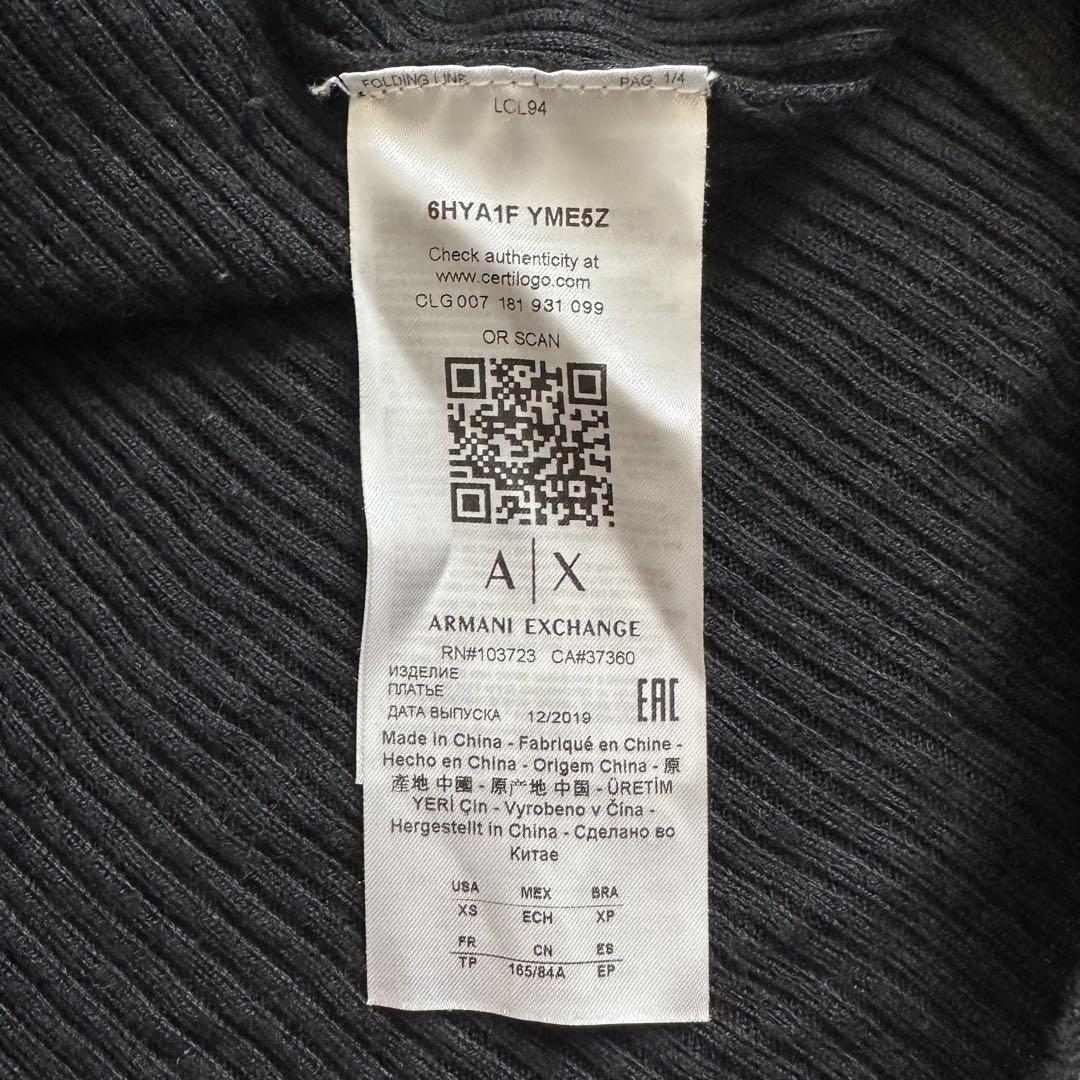 FOLDING LINE PAG. 1/4
LCL94
6HYA1F YME5Z
Check authenticity at
www.certilogo.com
CLG 007 181 931 099
OR SCAN
A|X
ARMANI EXCHANGE
RN#103723 CA#37360
ИЗДЕЛИЕ
ПЛАТЬЕ
ДАТА ВЫПУСКА 12/2019
EAC
Made in China - Fabriqué en Chine -
Hecho en China - Origem China - 原
產地 中國 - 原产地 中国 - ÜRETİM
YERİ Çin - Vyrobeno v Čína -
Hergestellt in China - Сделано во
Китае
USA MEX BRA
XS ECH XP
FR CN ES
TP 165/84A EP